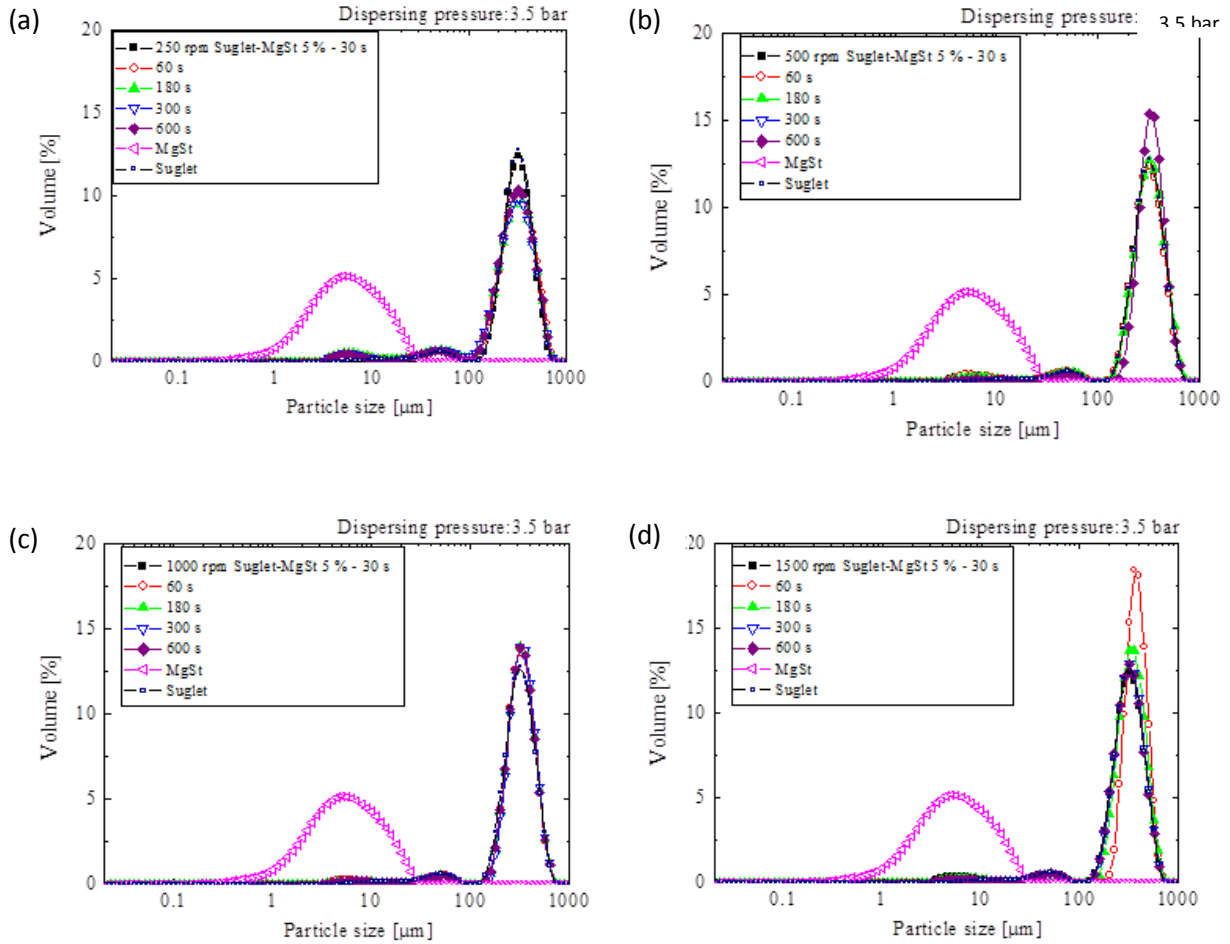 (a)
Dispersing pressure:3.5 bar
20
15
10
5
0
Volume [%]
250 rpm Suglet-MgSt 5 % - 30 s
60 s
180 s
300 s
600 s
MgSt
Suglet
0.1
1
10
100
1000
Particle size [µm]
(b)
Dispersing pressure:
3.5 bar
20
15
10
5
0
Volume [%]
500 rpm Suglet-MgSt 5 % - 30 s
60 s
180 s
300 s
600 s
MgSt
Suglet
0.1
1
10
100
1000
Particle size [µm]
(c)
Dispersing pressure:3.5 bar
20
15
10
5
0
Volume [%]
1000 rpm Suglet-MgSt 5 % - 30 s
60 s
180 s
300 s
600 s
MgSt
Suglet
0.1
1
10
100
1000
Particle size [µm]
(d)
Dispersing pressure:3.5 bar
20
15
10
5
0
Volume [%]
1500 rpm Suglet-MgSt 5 % - 30 s
60 s
180 s
300 s
600 s
MgSt
Suglet
0.1
1
10
100
1000
Particle size [µm]